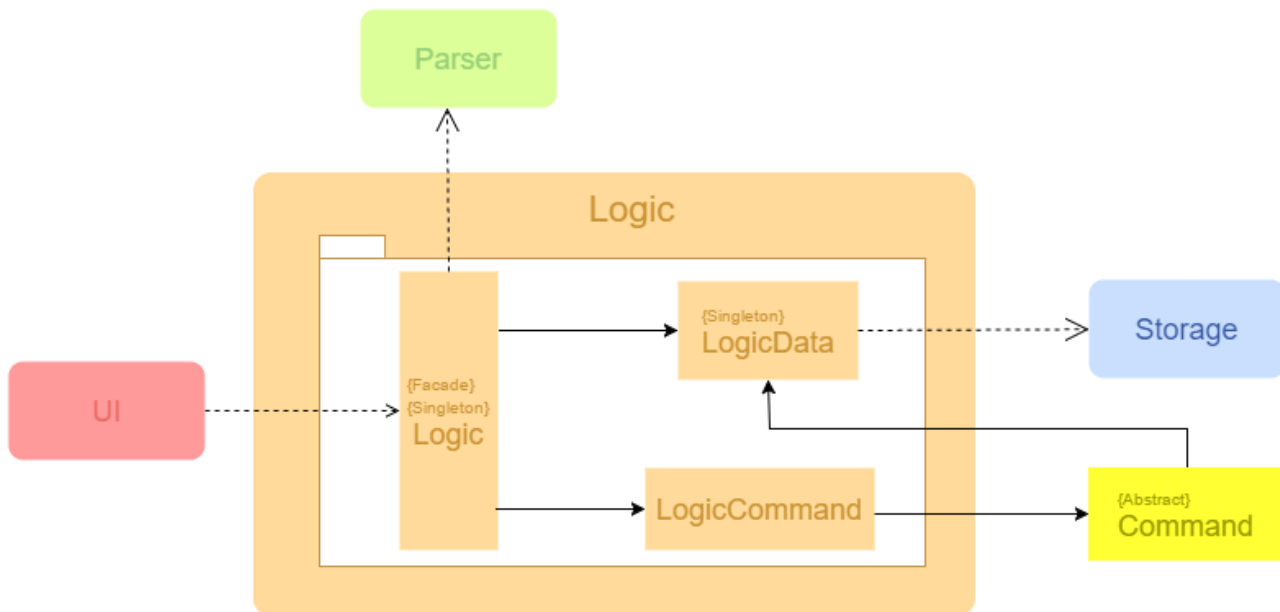 Parser
Logic
{Singleton}
LogicData
Storage
UI
{Facade}
{Singleton}
Logic
LogicCommand
{Abstract}
Command